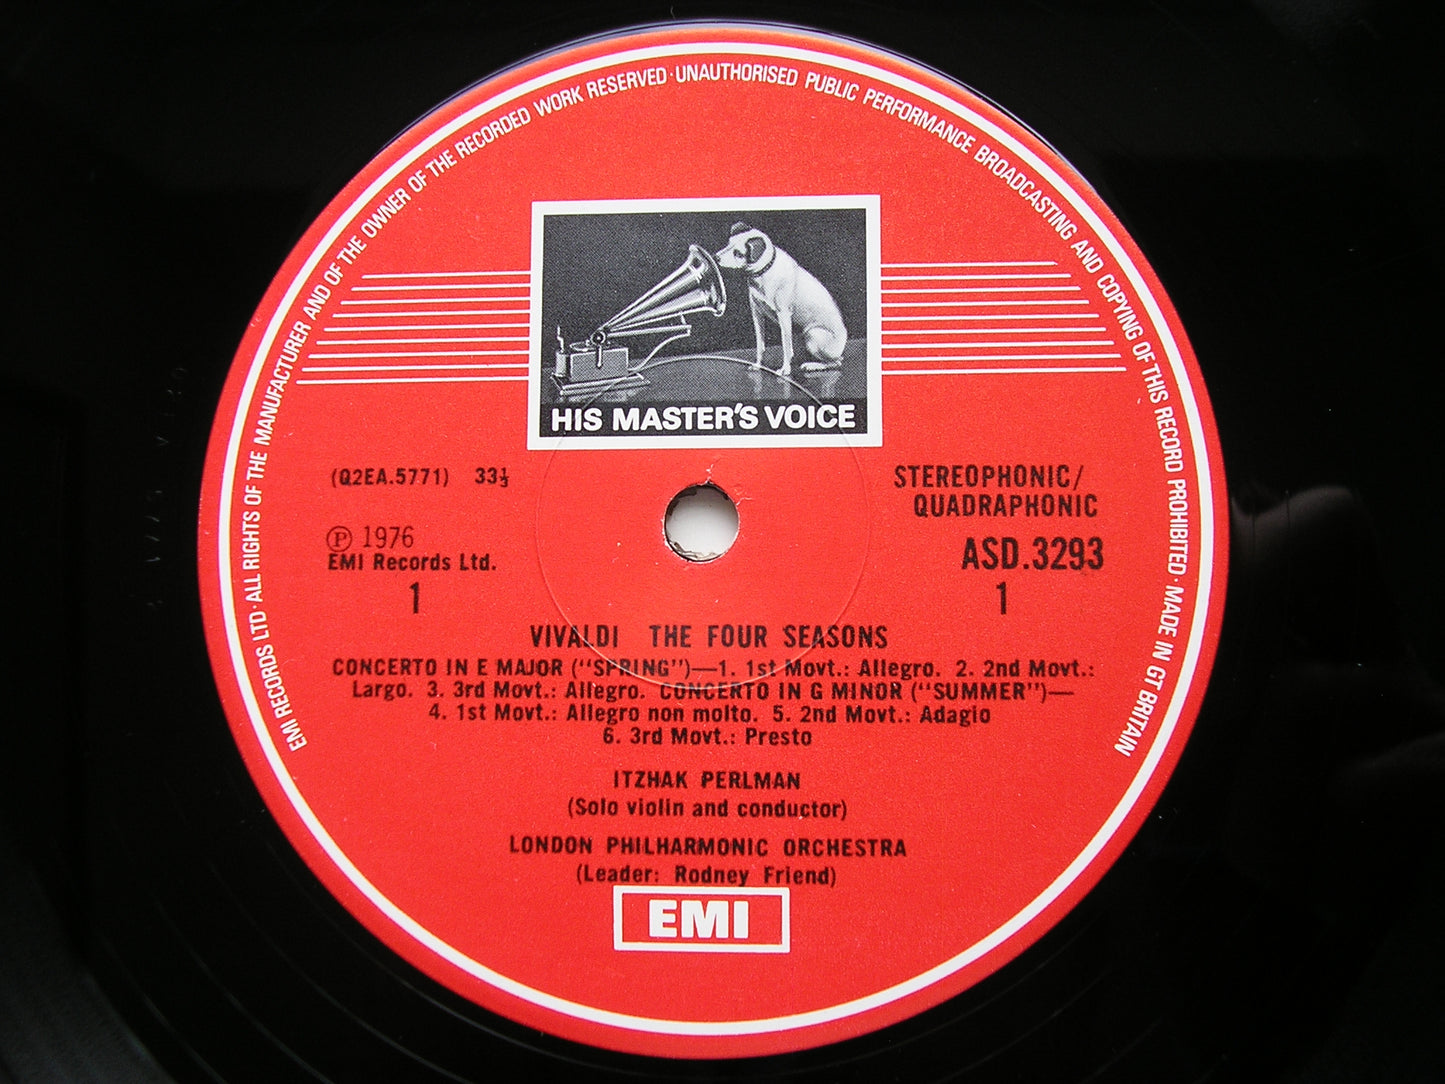 EMI RECORDS LTD · ALL RIGHTS OF THE MANUFACTURER AND OF THE OWNER OF THE RECORDED WORK RESERVED · UNAUTHORISED PUBLIC PERFORMANCE BROADCASTING AND COPYING OF THIS RECORD PROHIBITED · MADE IN GT BRITAIN
HIS MASTER'S VOICE
(Q2EA.5771) 33⅓
STEREOPHONIC/
QUADRAPHONIC
℗ 1976
EMI Records Ltd.
ASD.3293
1
1
VIVALDI THE FOUR SEASONS
CONCERTO IN E MAJOR ("SPRING")—1. 1st Movt.: Allegro. 2. 2nd Movt.:
Largo. 3. 3rd Movt.: Allegro. CONCERTO IN G MINOR ("SUMMER")—
4. 1st Movt.: Allegro non molto. 5. 2nd Movt.: Adagio
6. 3rd Movt.: Presto
ITZHAK PERLMAN
(Solo violin and conductor)
LONDON PHILHARMONIC ORCHESTRA
(Leader: Rodney Friend)
EMI